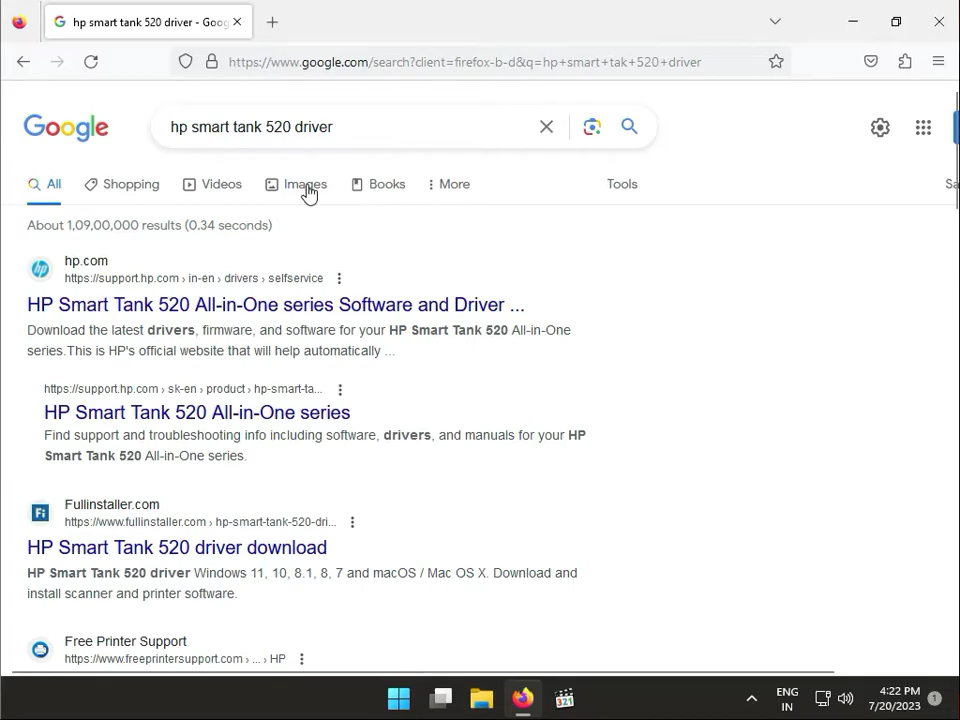 hp smart tank 520 driver - Goog
https://www.google.com/search?client=firefox-b-d&q=hp+smart+tak+520+driver
Google
hp smart tank 520 driver
All
Shopping
Videos
Images
Books
More
Tools
Sa
About 1,09,00,000 results (0.34 seconds)
hp
hp.com
https://support.hp.com › in-en › drivers › selfservice
HP Smart Tank 520 All-in-One series Software and Driver ...
Download the latest drivers, firmware, and software for your HP Smart Tank 520 All-in-One
series.This is HP's official website that will help automatically ...
https://support.hp.com › sk-en › product › hp-smart-ta...
HP Smart Tank 520 All-in-One series
Find support and troubleshooting info including software, drivers, and manuals for your HP
Smart Tank 520 All-in-One series.
Fi
Fullinstaller.com
https://www.fullinstaller.com › hp-smart-tank-520-dri...
HP Smart Tank 520 driver download
HP Smart Tank 520 driver Windows 11, 10, 8.1, 8, 7 and macOS / Mac OS X. Download and
install scanner and printer software.
Free Printer Support
https://www.freeprintersupport.com › ... › HP
321
ENG
IN
4:22 PM
7/20/2023
1